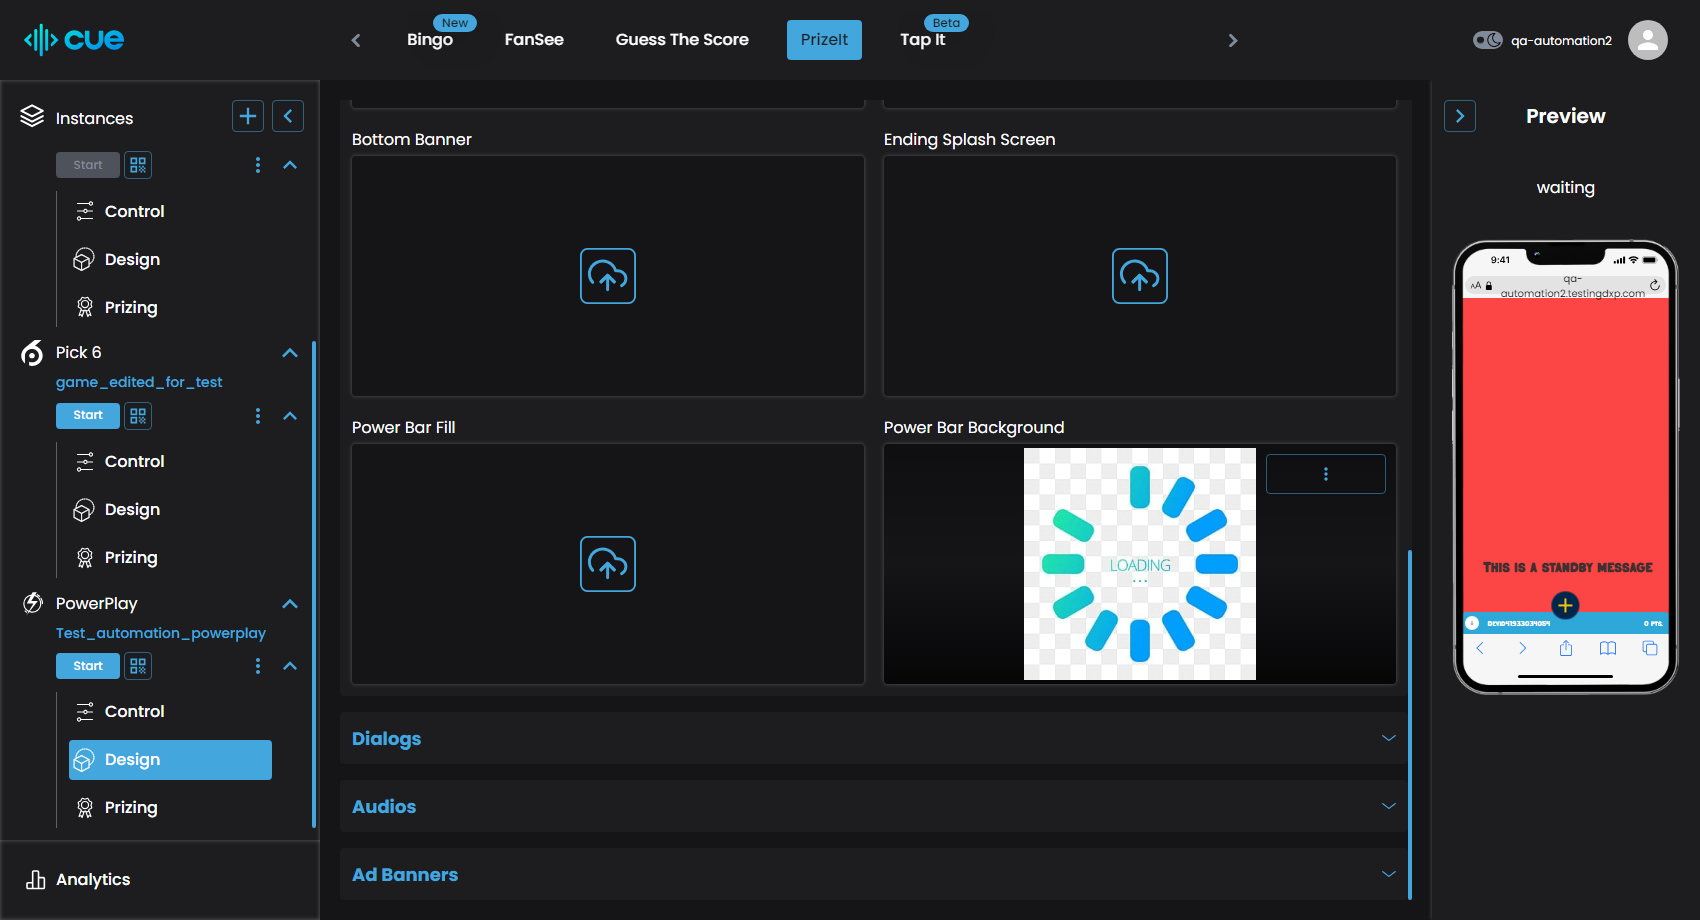 cue
New
Bingo
FanSee
Guess The Score
PrizeIt
Beta
Tap It
qa-automation2
Instances
Start
Control
Design
Prizing
Pick 6
game_edited_for_test
Start
Control
Design
Prizing
PowerPlay
Test_automation_powerplay
Start
Control
Design
Prizing
Analytics
Bottom Banner
Ending Splash Screen
Power Bar Fill
Power Bar Background
LOADING
...
Dialogs
Audios
Ad Banners
Preview
waiting
9:41
AA
qa-
automation2.testingdxp.com
This is a standby message
0 PTS.